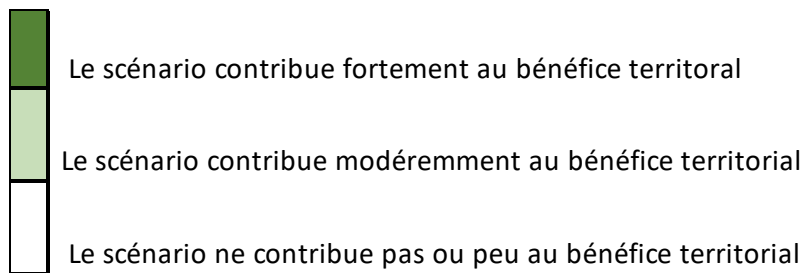 Le scénario contribue fortement au bénéfice territoral
Le scénario contribue modéremment au bénéfice territorial
Le scénario ne contribue pas ou peu au bénéfice territorial